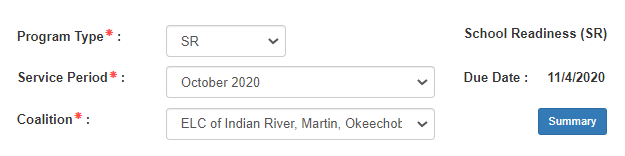 Program Type* : SR School Readiness (SR)
Service Period* : October 2020 Due Date : 11/4/2020
Coalition* : ELC of Indian River, Martin, Okeechob Summary